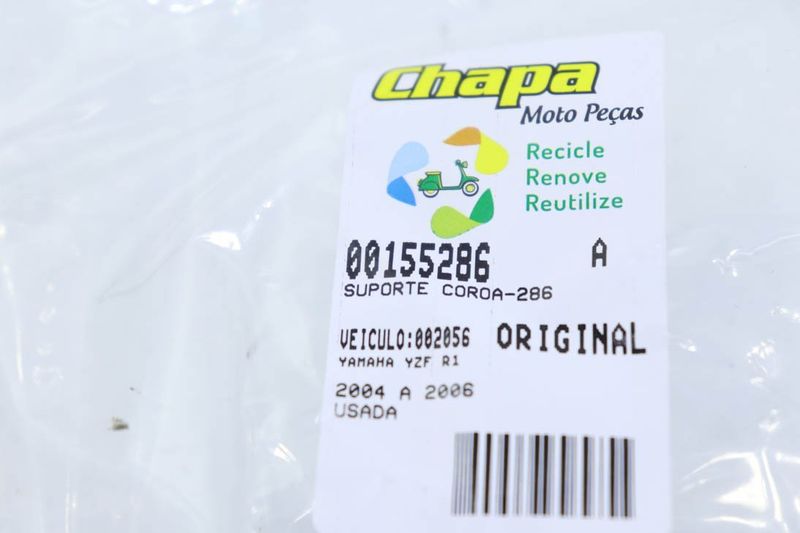 Chapa
Moto Peças
Recicle
Renove
Reutilize
00155286 A
SUPORTE COROA-286
VEICULO:002056 ORIGINAL
YAMAHA YZF R1
2004 A 2006
USADA